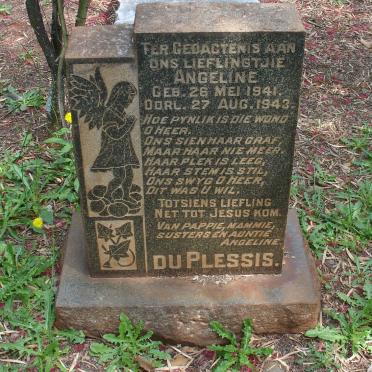 TER GEDAGTENIS AAN
ONS LIEFLINGTJIE
ANGELINE
GEB. 26 MEI 1941.
OORL. 27 AUG. 1943.
HOE PYNLIK IS DIE WOND
O HEER.
ONS SIEN HAAR GRAF,
MAAR HAAR NIE MEER.
HAAR PLEK IS LEEG,
HAAR STEM IS STIL,
ONS SWYG O HEER,
DIT WAS U WIL.
TOTSIENS LIEFLING
NET TOT JESUS KOM.
VAN PAPPIE, MAMMIE,
SUSTERS EN AUNTIE
ANGELINE
DU PLESSIS.